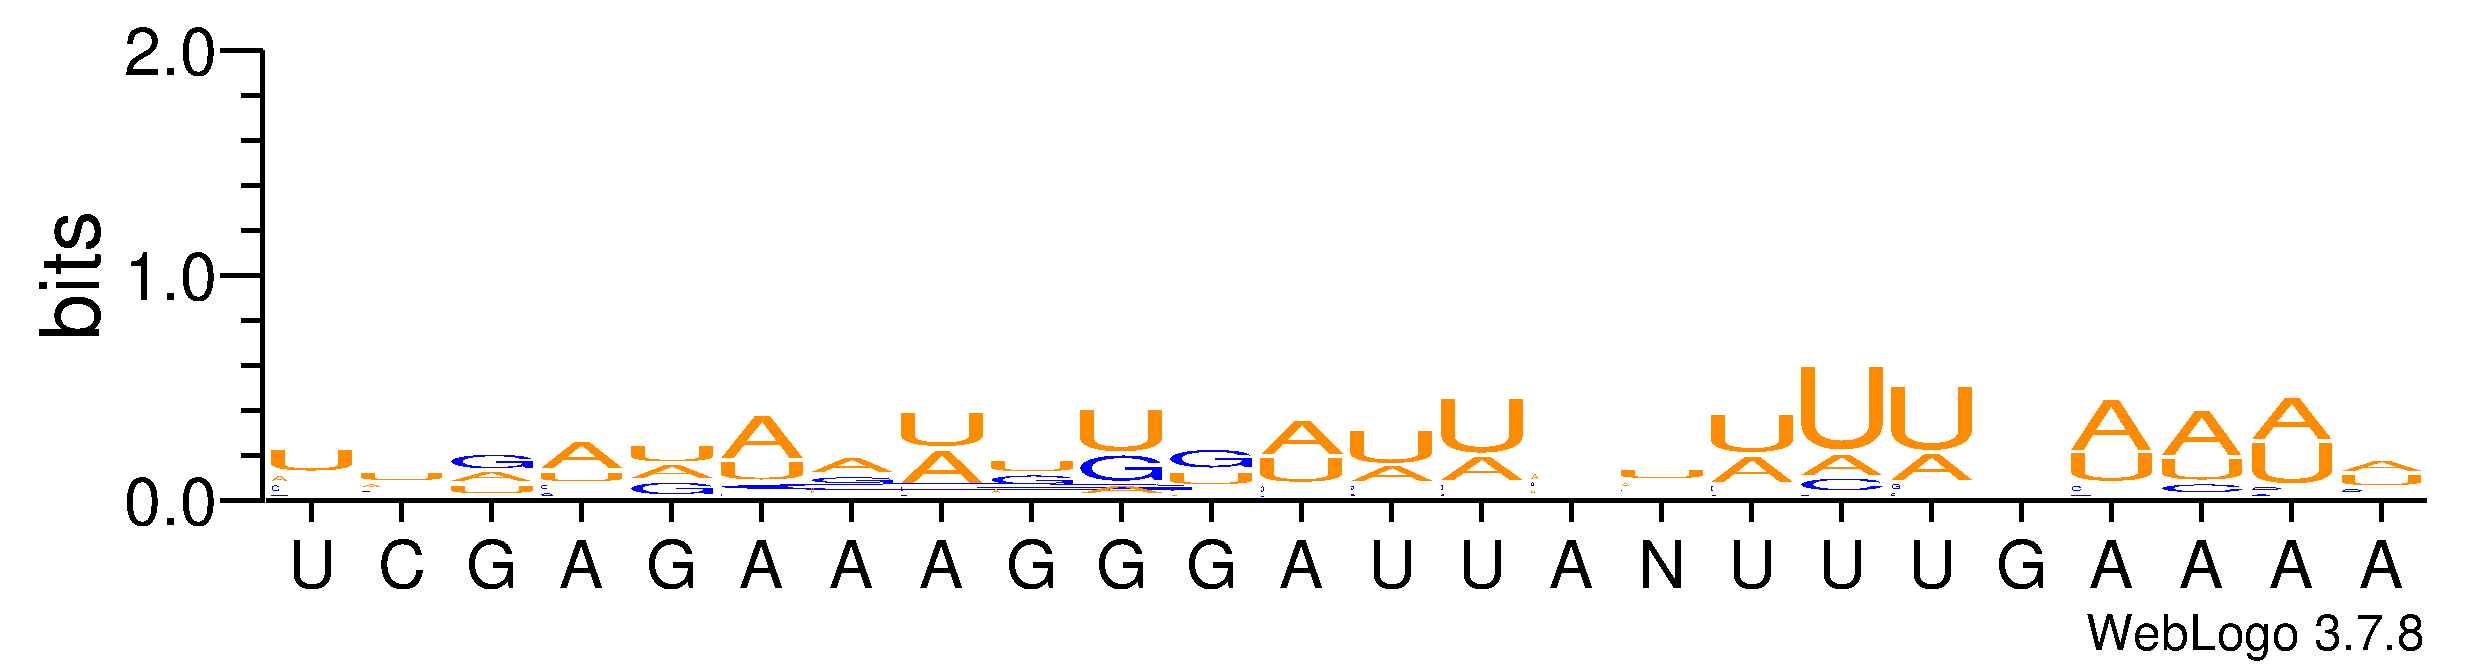 2.0
1.0
0.0
bits
U C G A G A A A G G G A U U A N U U U G A A A A
WebLogo 3.7.8